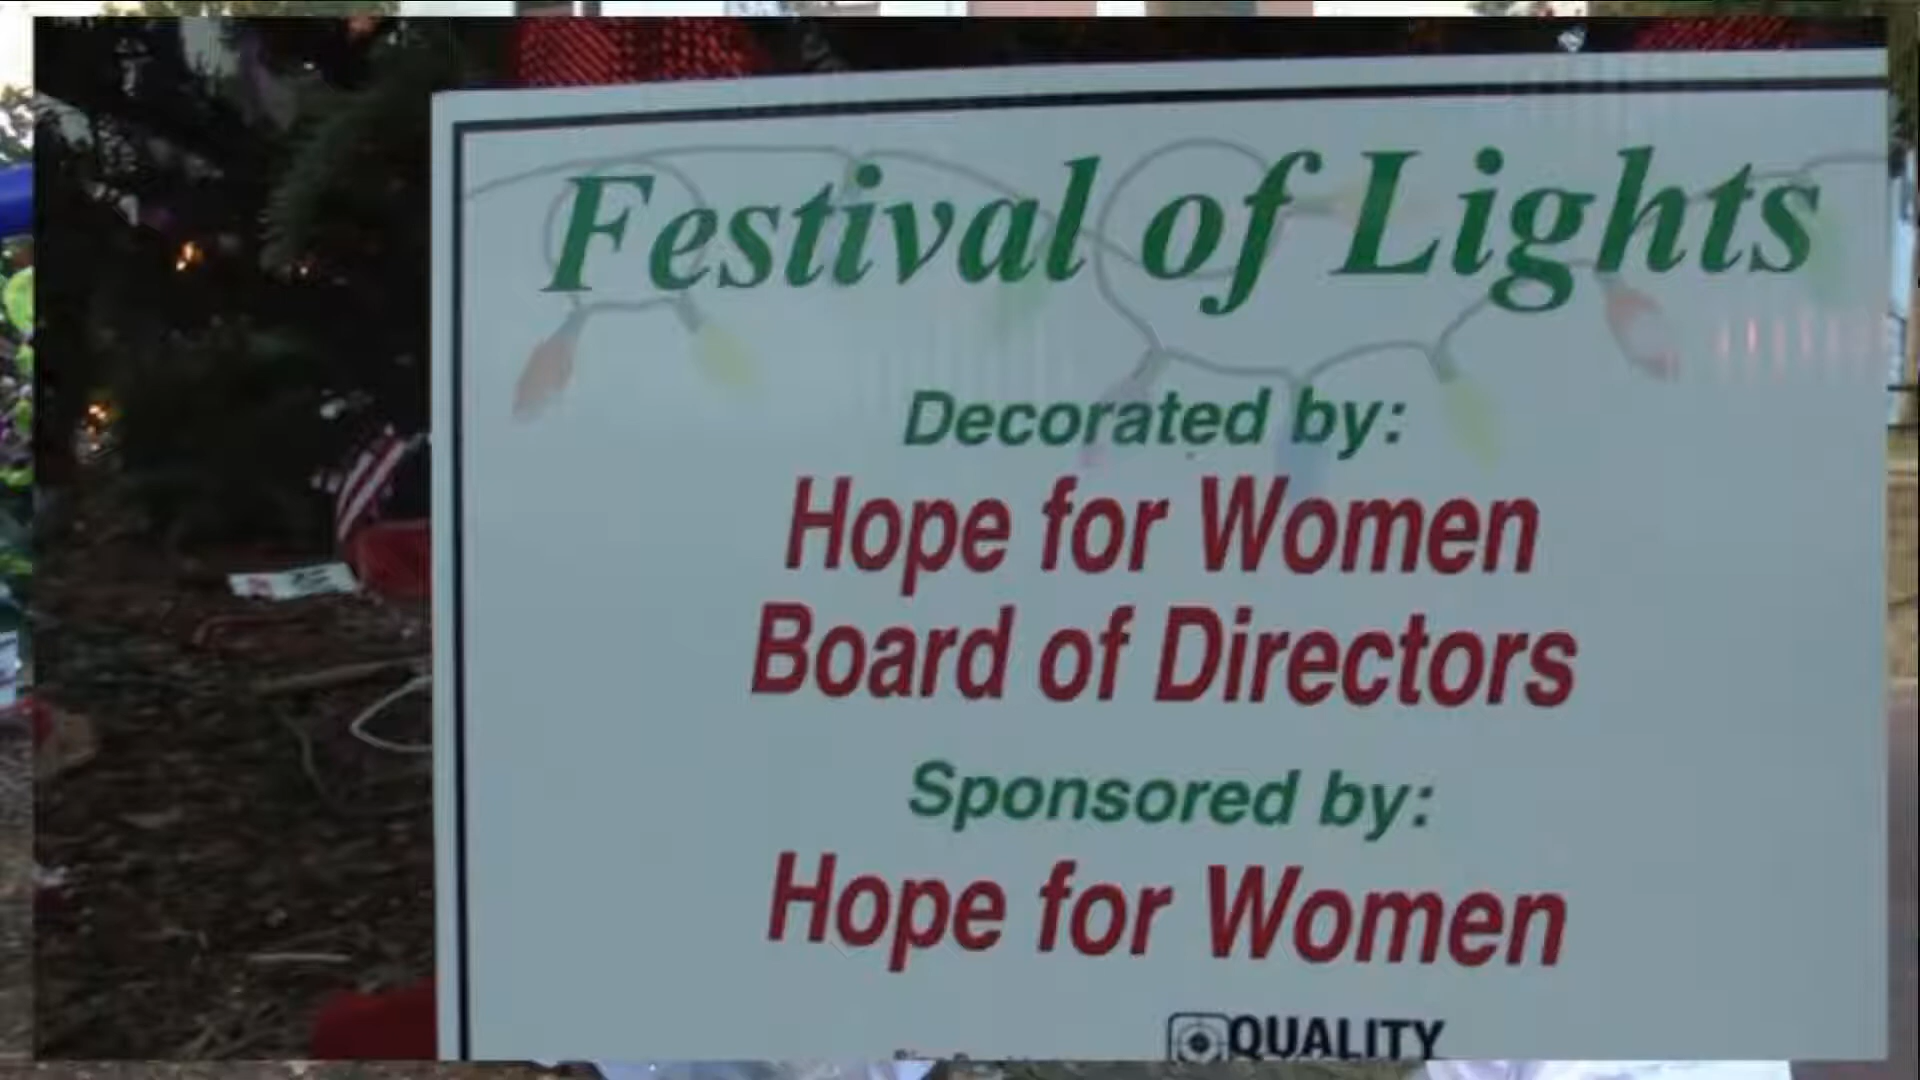 Festival of Lights
Decorated by:
Hope for Women
Board of Directors
Sponsored by:
Hope for Women
QUALITY